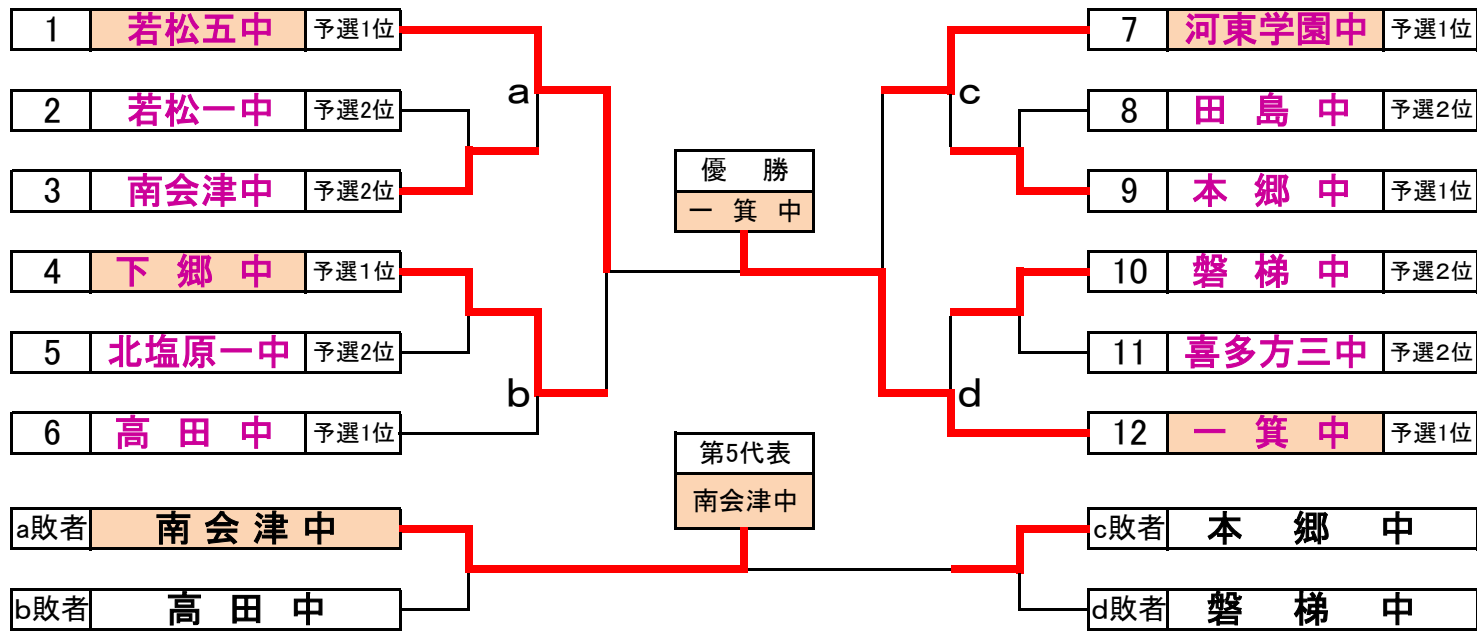 1 若松五中 予選1位
2 若松一中 予選2位
3 南会津中 予選2位
4 下郷中 予選1位
5 北塩原一中 予選2位
6 高田中 予選1位
a
b
a敗者 南会津中
b敗者 高田中
優勝
一箕中
第5代表
南会津中
7 河東学園中 予選1位
8 田島中 予選2位
9 本郷中 予選1位
10 磐梯中 予選2位
11 喜多方三中 予選2位
12 一箕中 予選1位
c
d
c敗者 本郷中
d敗者 磐梯中